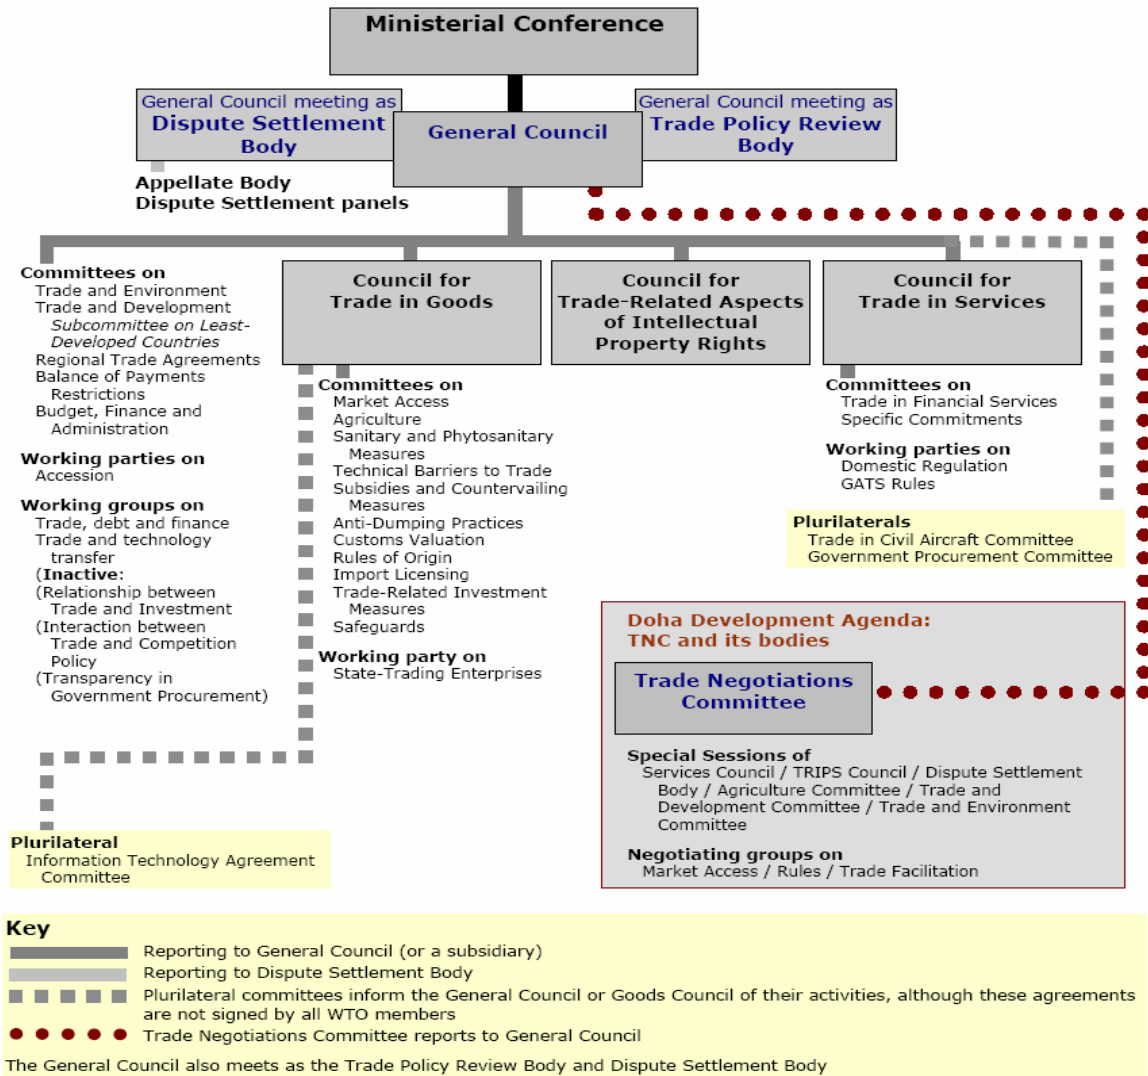 Ministerial Conference
General Council meeting as
Dispute Settlement
Body
General Council
General Council meeting as
Trade Policy Review
Body
Appellate Body
Dispute Settlement panels
Committees on
Trade and Environment
Trade and Development
Subcommittee on Least-
Developed Countries
Regional Trade Agreements
Balance of Payments
Restrictions
Budget, Finance and
Administration
Working parties on
Accession
Working groups on
Trade, debt and finance
Trade and technology
transfer
(Inactive:
(Relationship between
Trade and Investment
(Interaction between
Trade and Competition
Policy
(Transparency in
Government Procurement)
Council for
Trade in Goods
Committees on
Market Access
Agriculture
Sanitary and Phytosanitary
Measures
Technical Barriers to Trade
Subsidies and Countervailing
Measures
Anti-Dumping Practices
Customs Valuation
Rules of Origin
Import Licensing
Trade-Related Investment
Measures
Safeguards
Working party on
State-Trading Enterprises
Council for
Trade-Related Aspects
of Intellectual
Property Rights
Council for
Trade in Services
Committees on
Trade in Financial Services
Specific Commitments
Working parties on
Domestic Regulation
GATS Rules
Plurilaterals
Trade in Civil Aircraft Committee
Government Procurement Committee
Doha Development Agenda:
TNC and its bodies
Trade Negotiations
Committee
Special Sessions of
Services Council / TRIPS Council / Dispute Settlement
Body / Agriculture Committee / Trade and
Development Committee / Trade and Environment
Committee
Negotiating groups on
Market Access / Rules / Trade Facilitation
Plurilateral
Information Technology Agreement
Committee
Key
Reporting to General Council (or a subsidiary)
Reporting to Dispute Settlement Body
Plurilateral committees inform the General Council or Goods Council of their activities, although these agreements
are not signed by all WTO members
Trade Negotiations Committee reports to General Council
The General Council also meets as the Trade Policy Review Body and Dispute Settlement Body